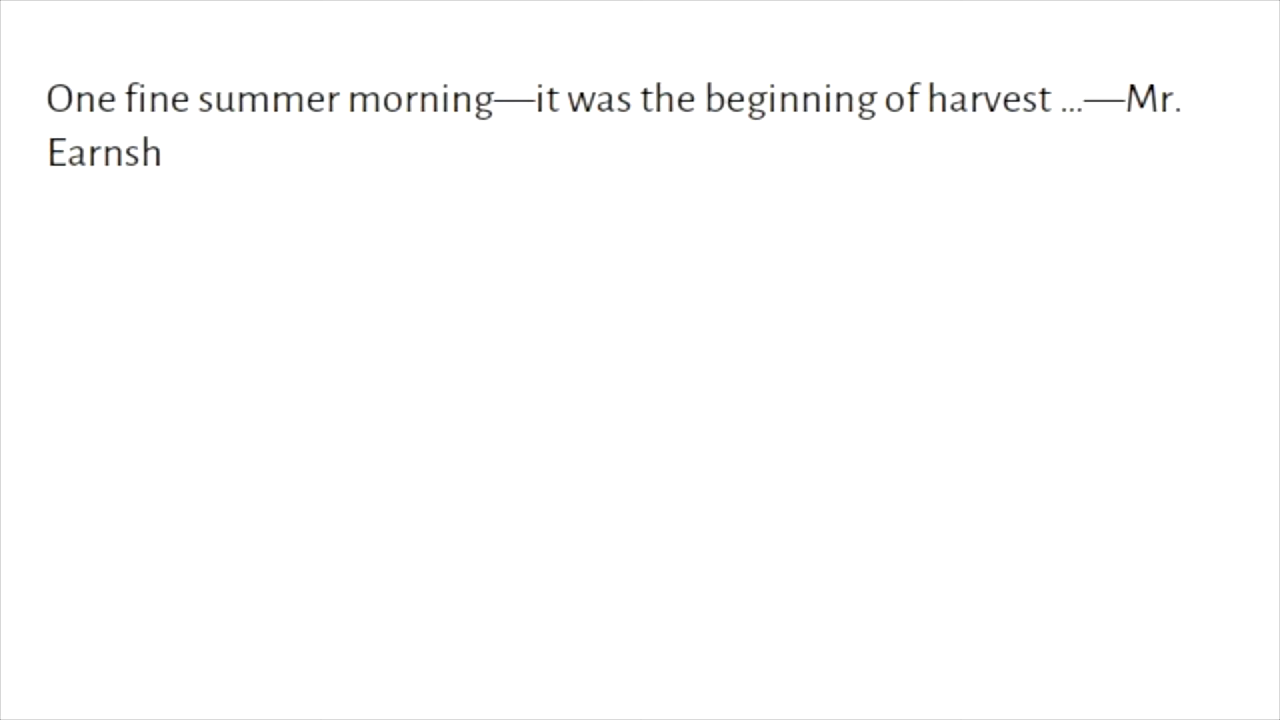 One fine summer morning—it was the beginning of harvest ...—Mr.
Earnsh